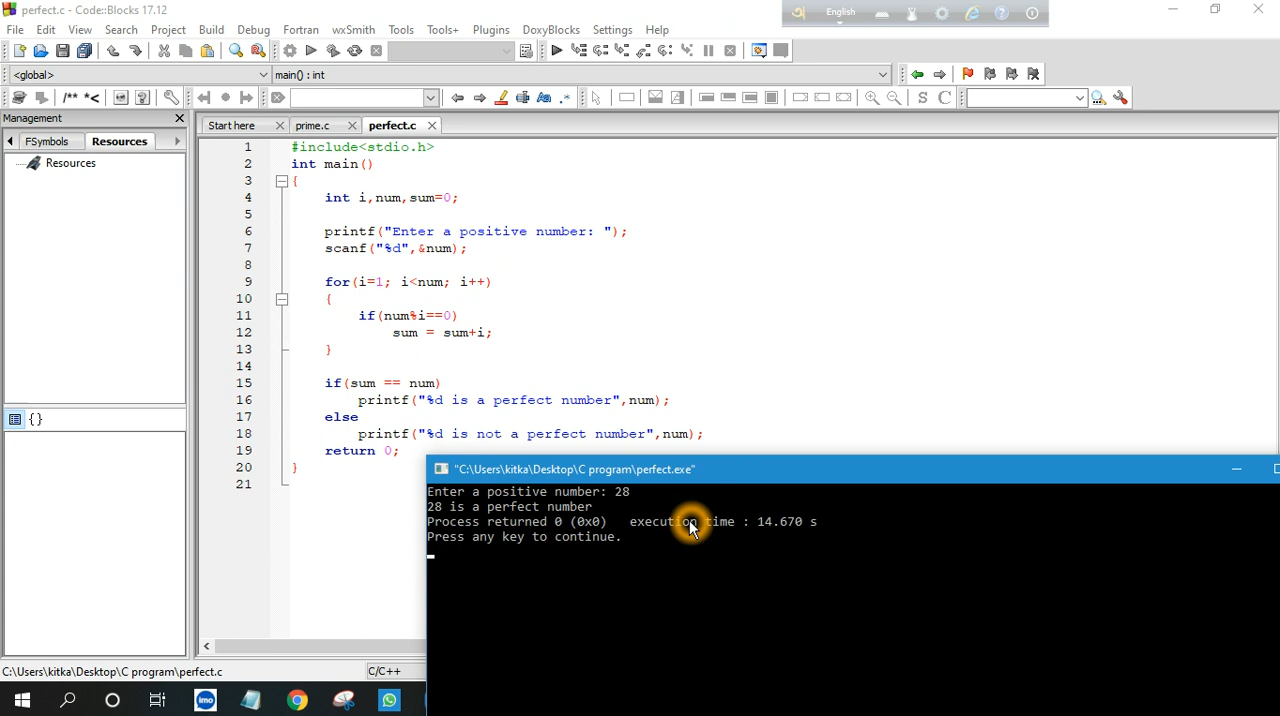 perfect.c - Code::Blocks 17.12
English
File Edit View Search Project Build Debug Fortran wxSmith Tools Tools+ Plugins DoxyBlocks Settings Help
<global> main() : int
/** *<
S C
Management
Start here prime.c perfect.c
FSymbols Resources
Resources
1 #include<stdio.h>
2 int main()
3 {
4 int i,num,sum=0;
5
6 printf("Enter a positive number: ");
7 scanf("%d",&num);
8
9 for(i=1; i<num; i++)
10 {
11 if(num%i==0)
12 sum = sum+i;
13 }
14
15 if(sum == num)
16 printf("%d is a perfect number",num);
17 else
18 printf("%d is not a perfect number",num);
19 return 0;
20 }
21
{}
"C:\Users\kitka\Desktop\C program\perfect.exe"
Enter a positive number: 28
28 is a perfect number
Process returned 0 (0x0) execution time : 14.670 s
Press any key to continue.
C:\Users\kitka\Desktop\C program\perfect.c C/C++
imo